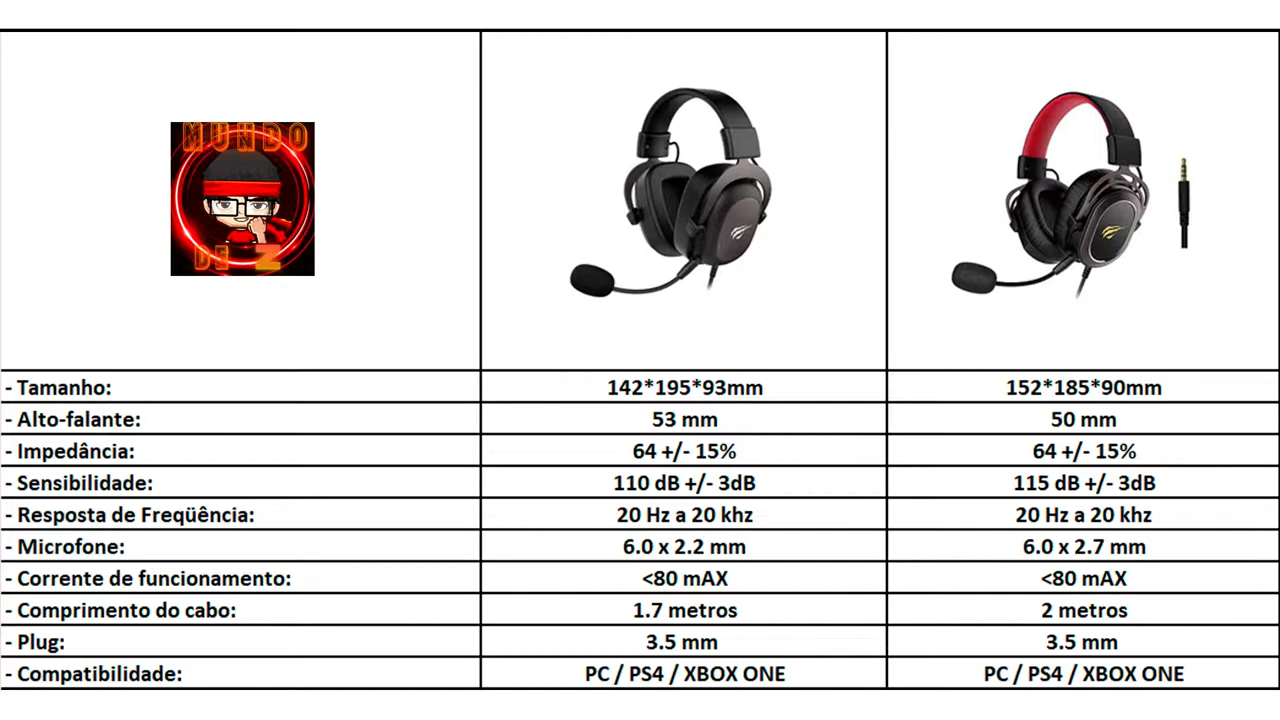 MUNDO
DE Z
- Tamanho: 142*195*93mm 152*185*90mm
- Alto-falante: 53 mm 50 mm
- Impedância: 64 +/- 15% 64 +/- 15%
- Sensibilidade: 110 dB +/- 3dB 115 dB +/- 3dB
- Resposta de Freqüência: 20 Hz a 20 khz 20 Hz a 20 khz
- Microfone: 6.0 x 2.2 mm 6.0 x 2.7 mm
- Corrente de funcionamento: <80 mAX <80 mAX
- Comprimento do cabo: 1.7 metros 2 metros
- Plug: 3.5 mm 3.5 mm
- Compatibilidade: PC / PS4 / XBOX ONE PC / PS4 / XBOX ONE